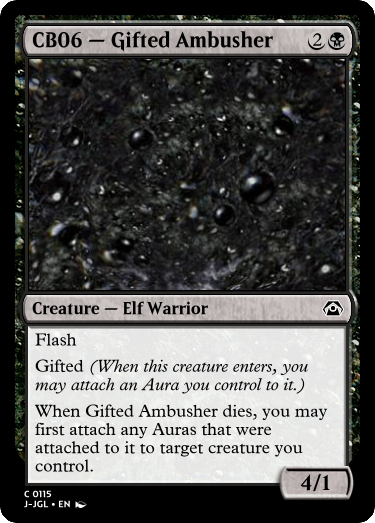 CB06 — Gifted Ambusher 2
Creature — Elf Warrior
Flash
Gifted (When this creature enters, you
may attach an Aura you control to it.)
When Gifted Ambusher dies, you may
first attach any Auras that were
attached to it to target creature you
control.
4/1
C 0115
J-JGL • EN